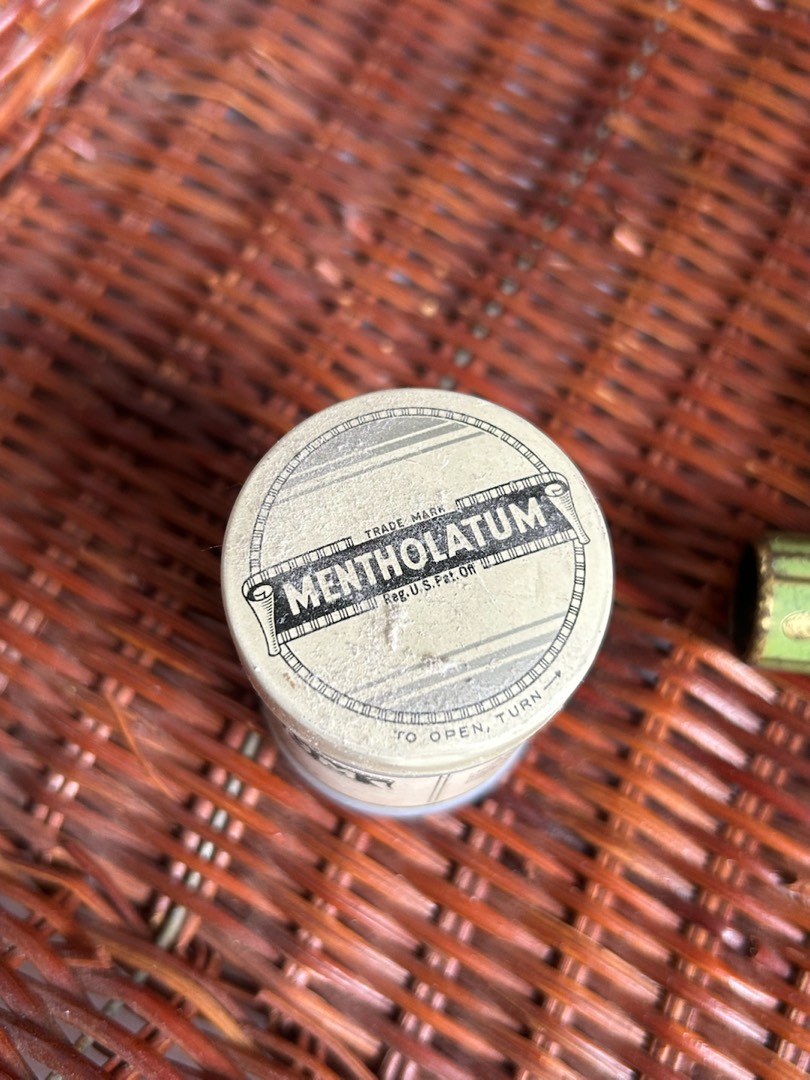 TRADE MARK
MENTHOLATUM
Reg. U.S. Pat. Off
TO OPEN, TURN →